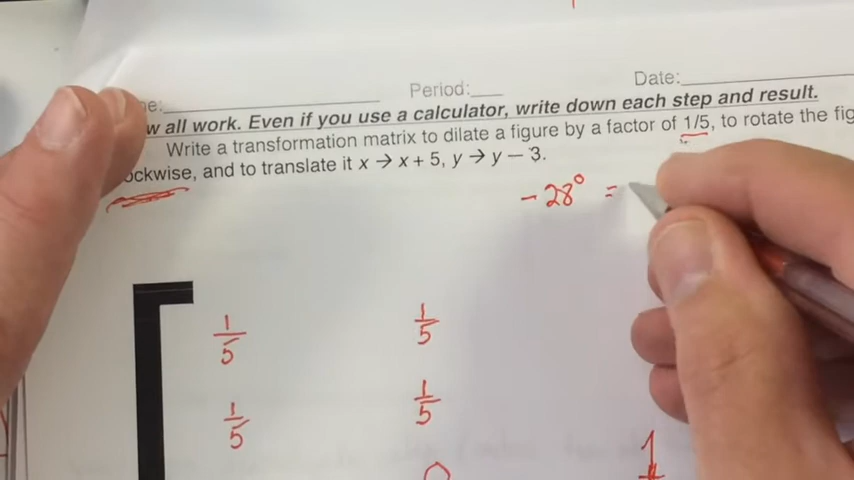 e: Period: Date:
w all work. Even if you use a calculator, write down each step and result.
Write a transformation matrix to dilate a figure by a factor of 1/5, to rotate the fig
ockwise, and to translate it x → x + 5, y → y − 3.
− 28° =
1/5 1/5
1/5 1/5
0 1